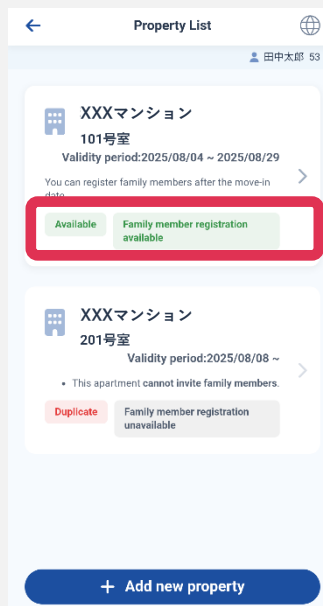 Property List
田中太郎 53
XXXマンション
101号室
Validity period:2025/08/04 ~ 2025/08/29
You can register family members after the move-in
date
Available
Family member registration
available
XXXマンション
201号室
Validity period:2025/08/08 ~
• This apartment cannot invite family members.
Duplicate
Family member registration
unavailable
+ Add new property